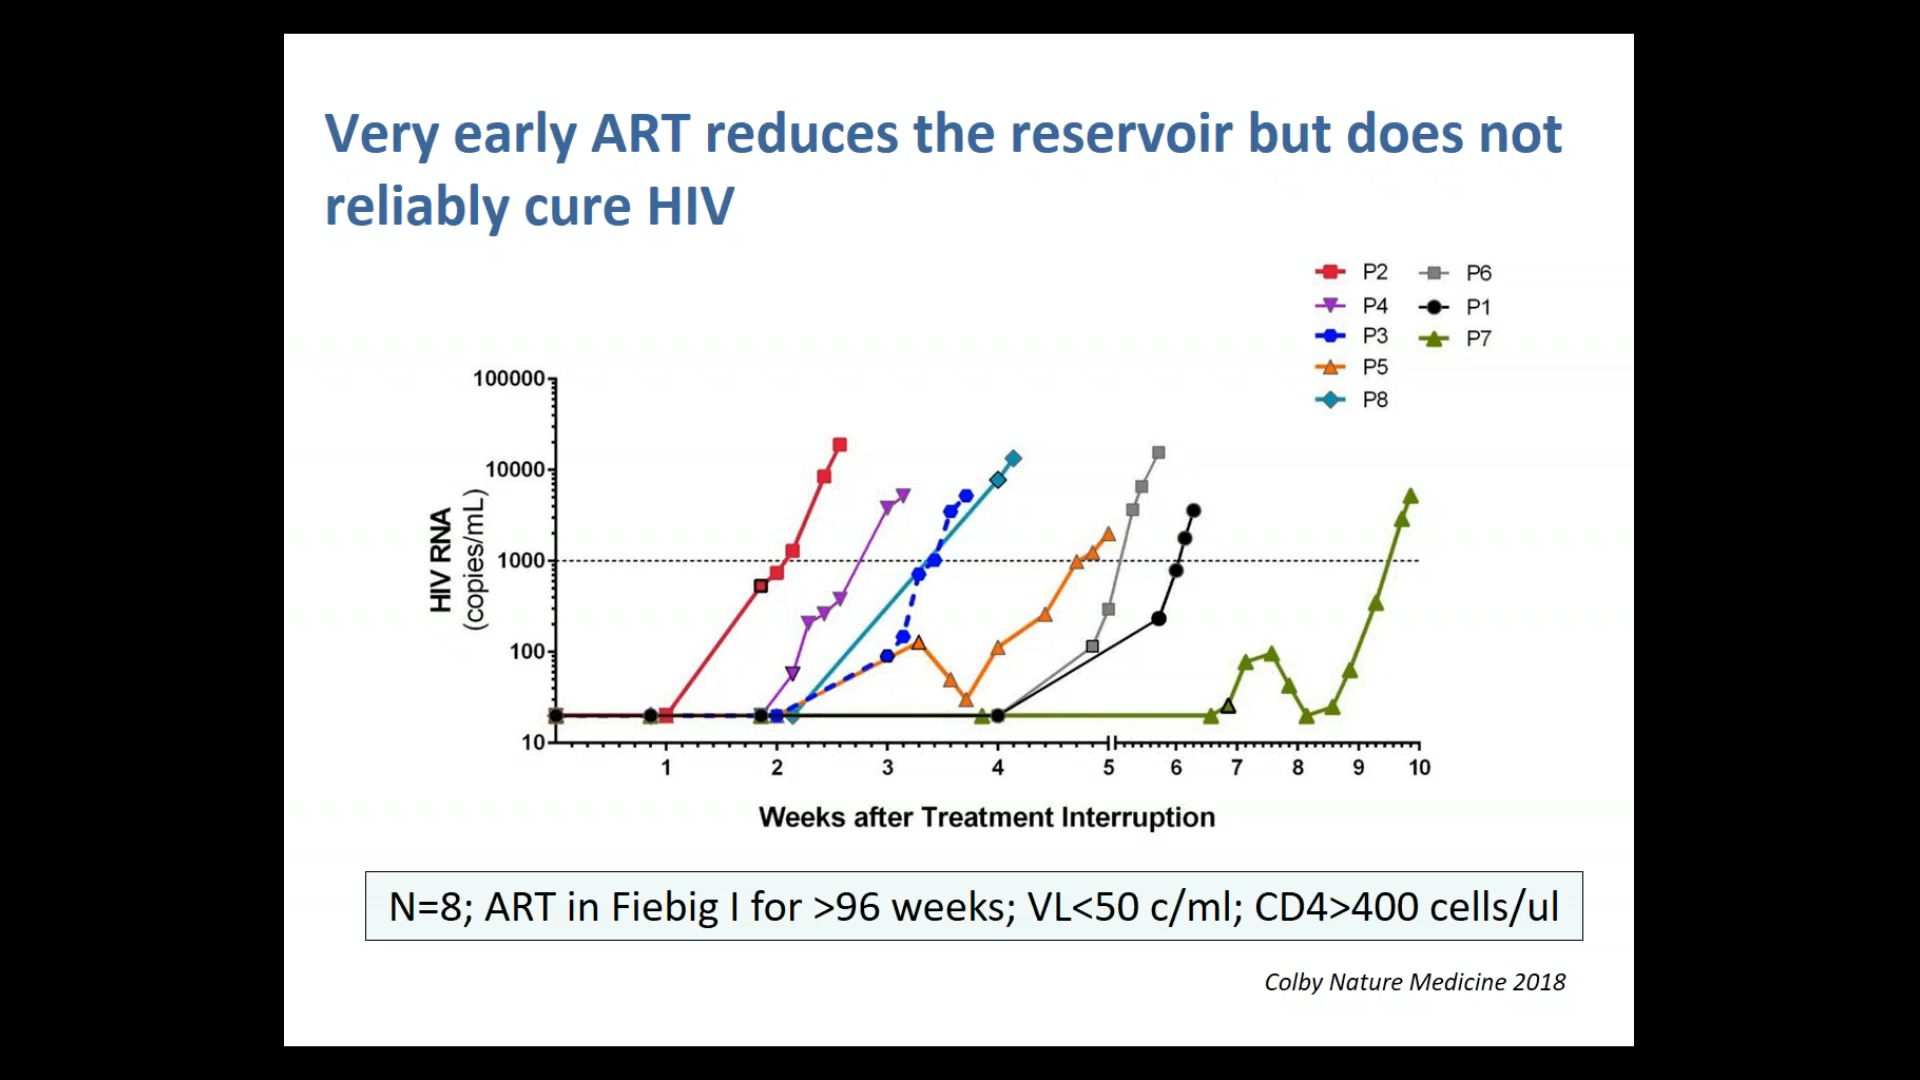 Very early ART reduces the reservoir but does not
reliably cure HIV
P2
P6
P4
P1
P3
P7
P5
P8
100000
10000
1000
100
10
HIV RNA
(copies/mL)
1 2 3 4 5 6 7 8 9 10
Weeks after Treatment Interruption
N=8; ART in Fiebig I for >96 weeks; VL<50 c/ml; CD4>400 cells/ul
Colby Nature Medicine 2018